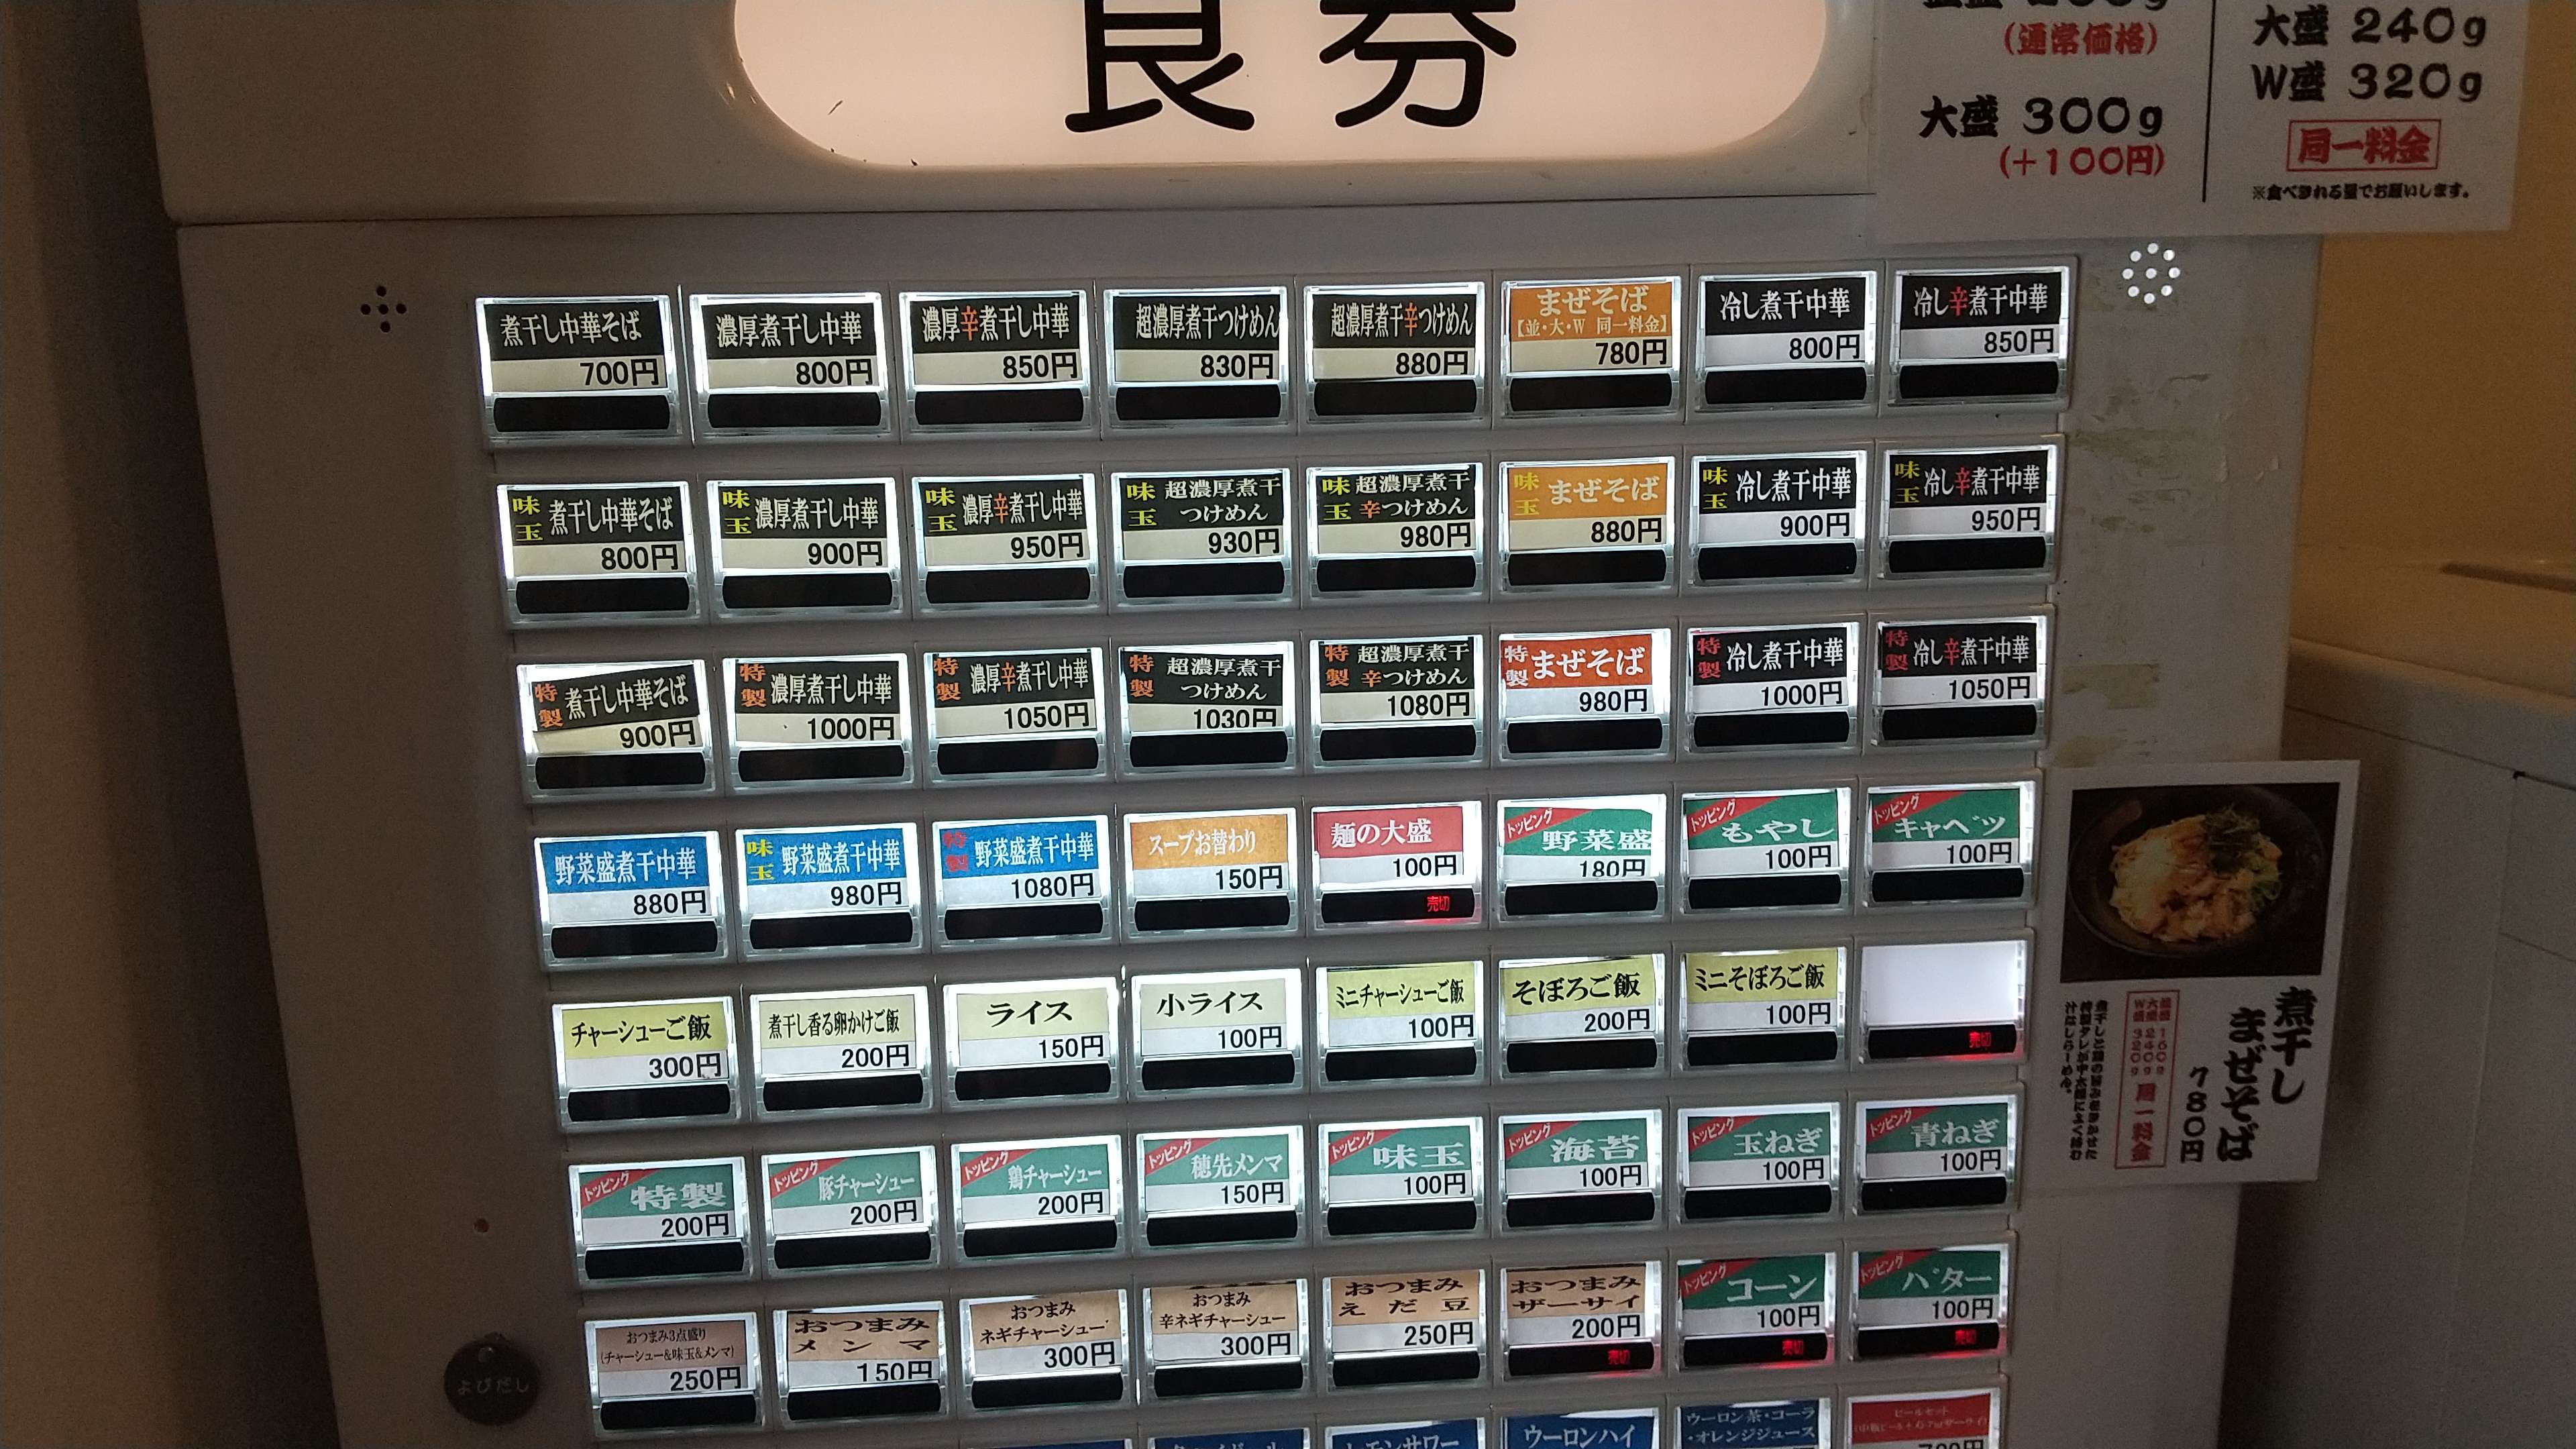 食券
(通常価格)
大盛 300g
(+100円)
大盛 240g
W盛 320g
同一料金
※食べきれる量でお願いします。
煮干し中華そば
700円
濃厚煮干し中華
800円
濃厚辛煮干し中華
850円
超濃厚煮干つけめん
830円
超濃厚煮干辛つけめん
880円
まぜそば
【並・大・W 同一料金】
780円
冷し煮干中華
800円
冷し辛煮干中華
850円
味玉 煮干し中華そば
800円
味玉 濃厚煮干し中華
900円
味玉 濃厚辛煮干し中華
950円
味玉 超濃厚煮干
つけめん
930円
味玉 超濃厚煮干
辛つけめん
980円
味玉 まぜそば
880円
味玉 冷し煮干中華
900円
味玉 冷し辛煮干中華
950円
特製 煮干し中華そば
900円
特製 濃厚煮干し中華
1000円
特製 濃厚辛煮干し中華
1050円
特製 超濃厚煮干
つけめん
1030円
特製 超濃厚煮干
辛つけめん
1080円
特製 まぜそば
980円
特製 冷し煮干中華
1000円
特製 冷し辛煮干中華
1050円
野菜盛煮干中華
880円
味玉 野菜盛煮干中華
980円
特製 野菜盛煮干中華
1080円
スープお替わり
150円
麺の大盛
100円
売切
トッピング
野菜盛
180円
トッピング
もやし
100円
トッピング
キャベツ
100円
チャーシューご飯
300円
煮干し香る卵かけご飯
200円
ライス
150円
小ライス
100円
ミニチャーシューご飯
100円
そぼろご飯
200円
ミニそぼろご飯
100円
売切
トッピング
特製
200円
トッピング
豚チャーシュー
200円
トッピング
鶏チャーシュー
200円
トッピング
穂先メンマ
150円
トッピング
味玉
100円
トッピング
海苔
100円
トッピング
玉ねぎ
100円
トッピング
青ねぎ
100円
おつまみ3点盛り
(チャーシュー&味玉&メンマ)
250円
おつまみ
メンマ
150円
おつまみ
ネギチャーシュー
300円
おつまみ
辛ネギチャーシュー
300円
おつまみ
えだ豆
250円
おつまみ
ザーサイ
200円
売切
トッピング
コーン
100円
売切
トッピング
バター
100円
売切
レモンサワー
ウーロンハイ
ウーロン茶・コーラ
・オレンジジュース
ビールセット
よびだし
煮干し
まぜそば
780円
並盛 160g
大盛 240g
W盛 320g
同一料金